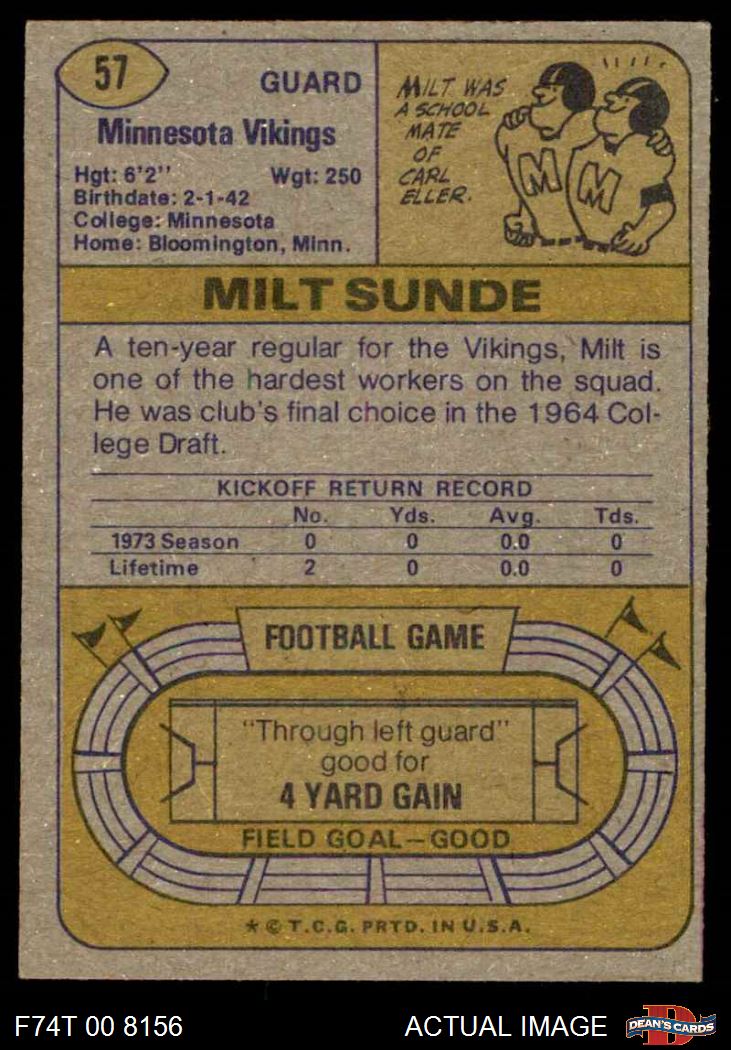 57
GUARD
Minnesota Vikings
Hgt: 6'2" Wgt: 250
Birthdate: 2-1-42
College: Minnesota
Home: Bloomington, Minn.
MILT WAS
A SCHOOL
MATE
OF
CARL
ELLER.
M M
MILT SUNDE
A ten-year regular for the Vikings, Milt is
one of the hardest workers on the squad.
He was club's final choice in the 1964 Col-
lege Draft.
KICKOFF RETURN RECORD
No. Yds. Avg. Tds.
1973 Season 0 0 0.0 0
Lifetime 2 0 0.0 0
FOOTBALL GAME
"Through left guard"
good for
4 YARD GAIN
FIELD GOAL—GOOD
* © T.C.G. PRTD. IN U.S.A.
F74T 00 8156 ACTUAL IMAGE
D
DEAN'S CARDS